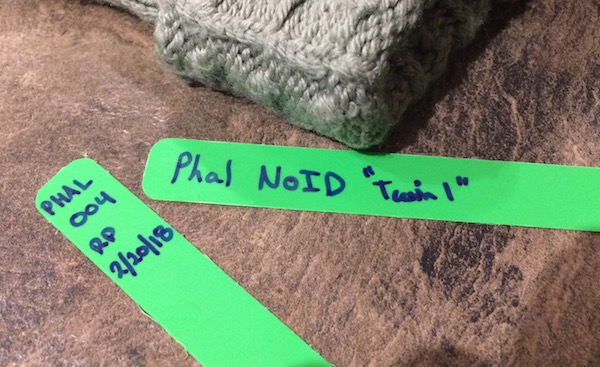 Phal NoID "Twin 1"
PHAL
004
RP
2/20/18